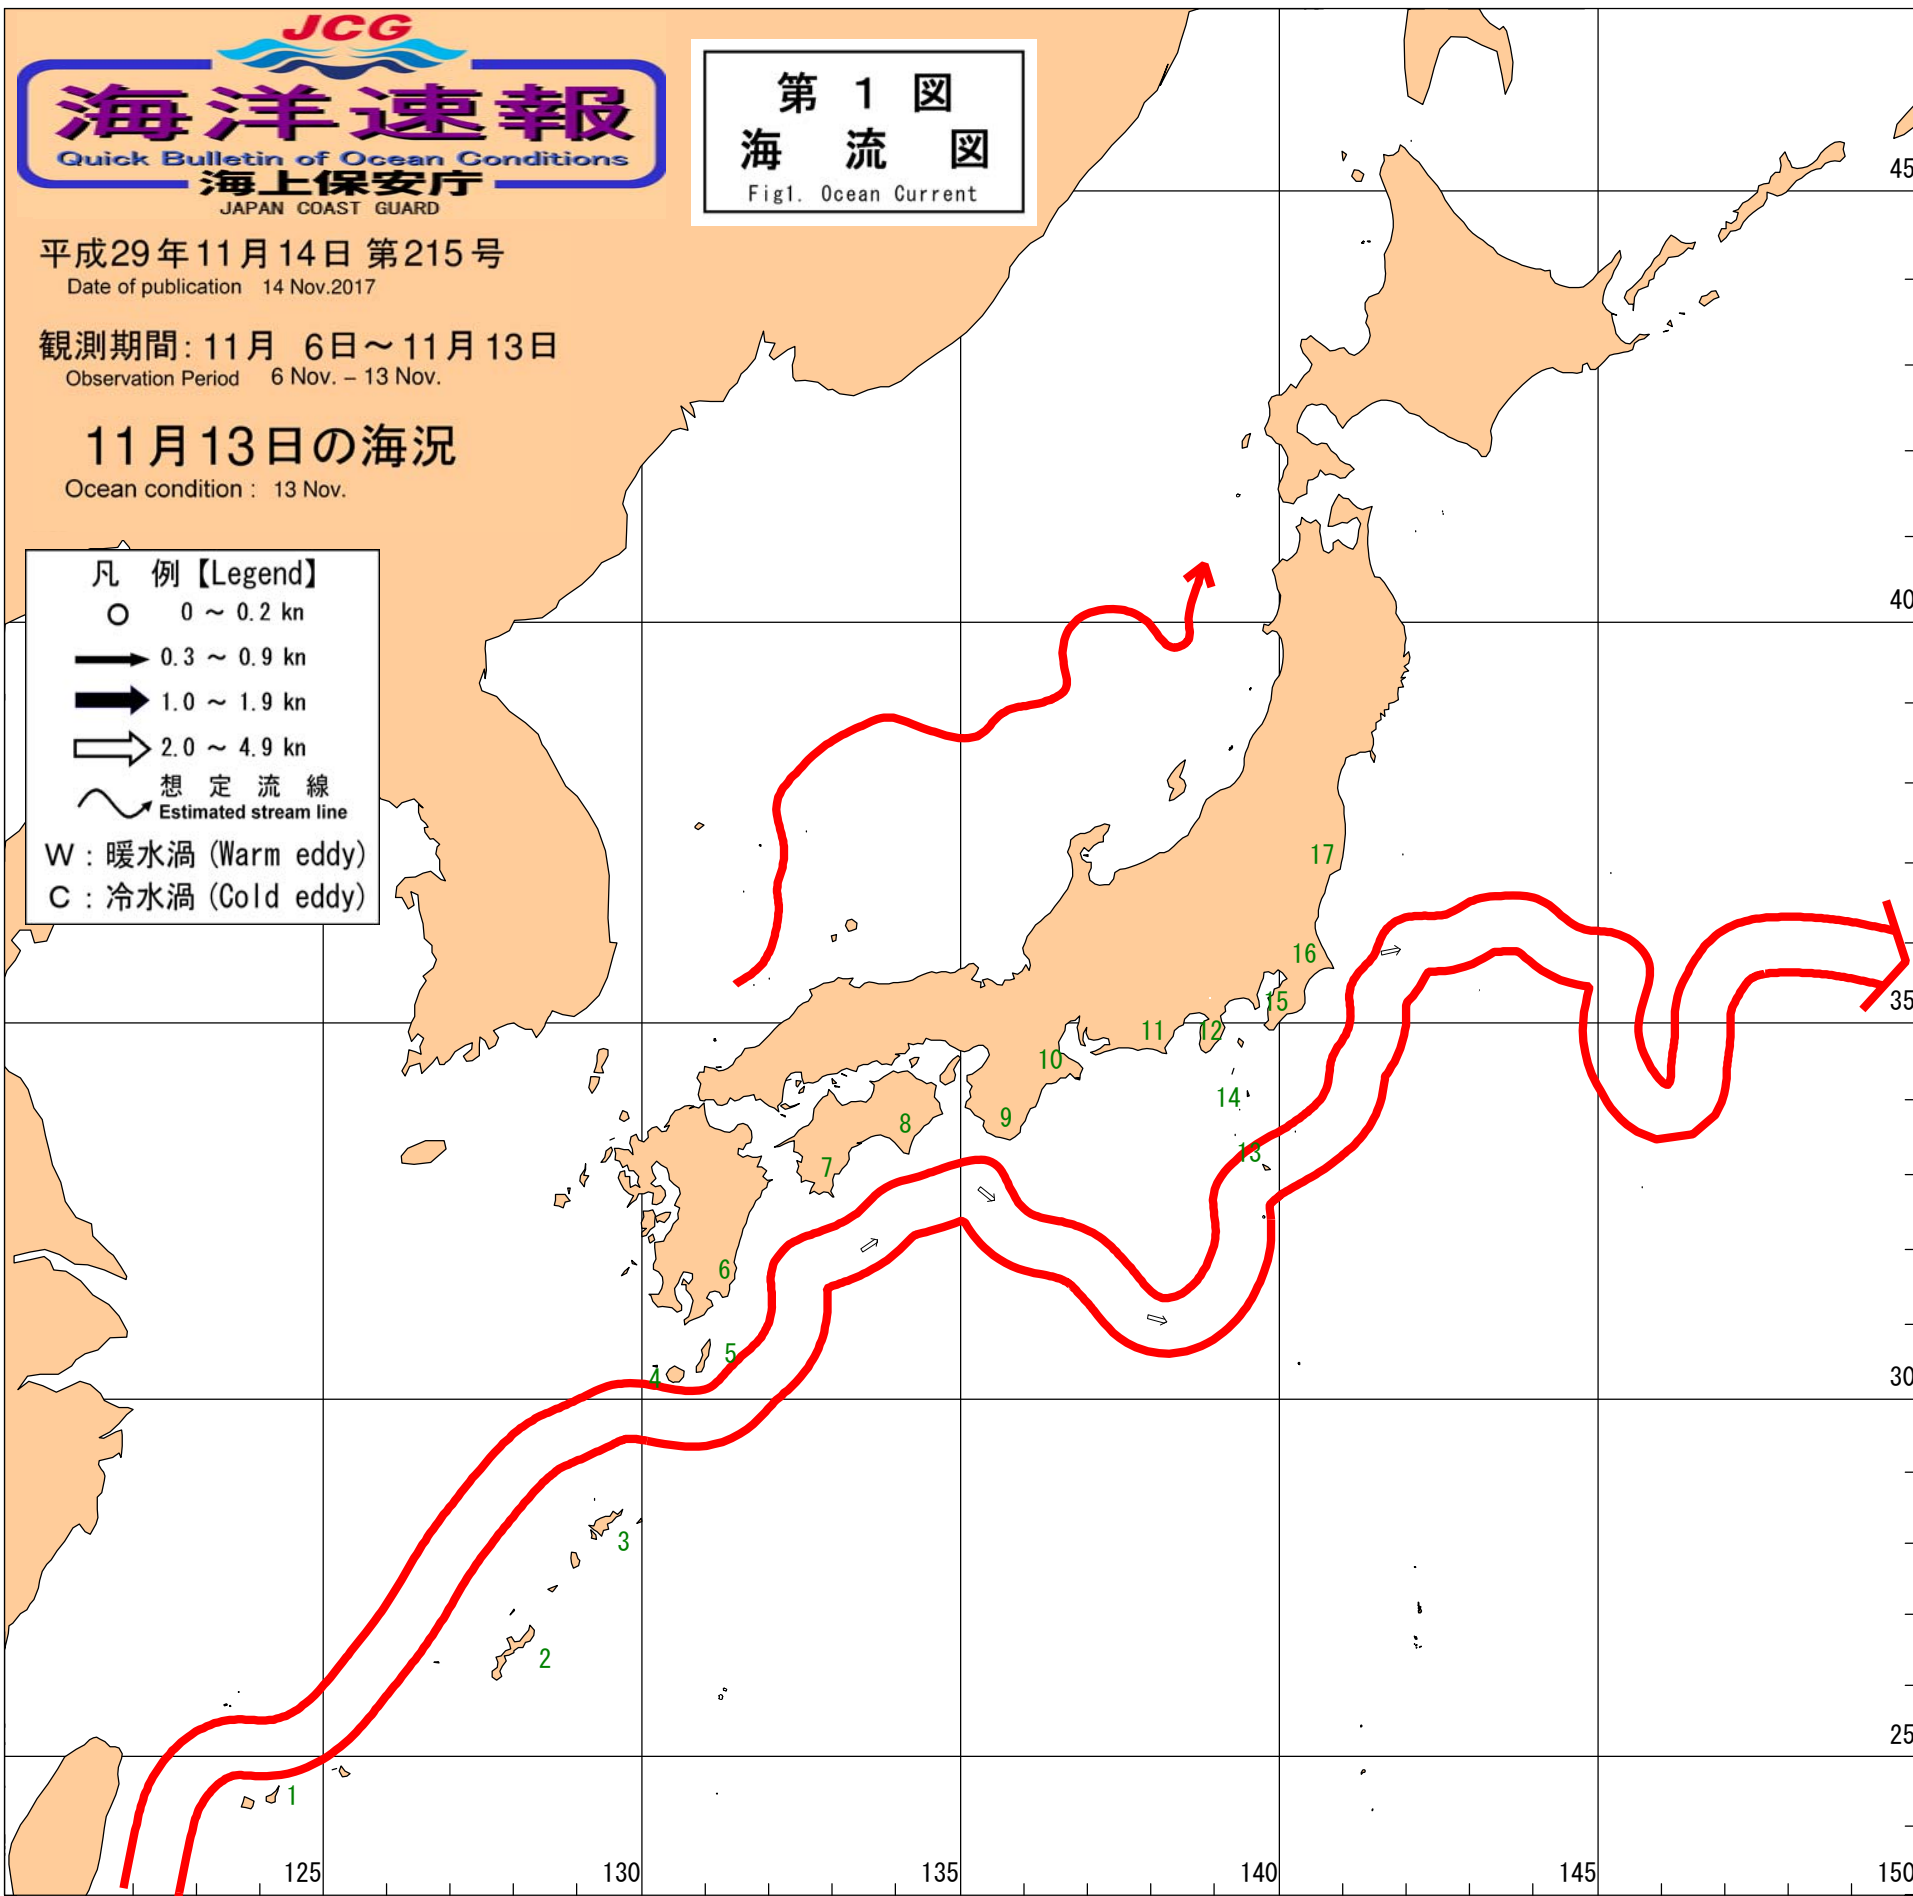 JCG
海洋速報
Quick Bulletin of Ocean Conditions
海上保安庁
JAPAN COAST GUARD
第 1 図
海 流 図
Fig1. Ocean Current
平成29年11月14日 第215号
Date of publication 14 Nov.2017
観測期間: 11月 6日～11月13日
Observation Period 6 Nov. – 13 Nov.
11月13日の海況
Ocean condition : 13 Nov.
凡 例【Legend】
0 ～ 0.2 kn
0.3 ～ 0.9 kn
1.0 ～ 1.9 kn
2.0 ～ 4.9 kn
想 定 流 線
Estimated stream line
W : 暖水渦 (Warm eddy)
C : 冷水渦 (Cold eddy)
45
40
17
16
35
15
11
12
10
14
9
8
13
7
6
5
4
30
3
2
25
1
125
130
135
140
145
150